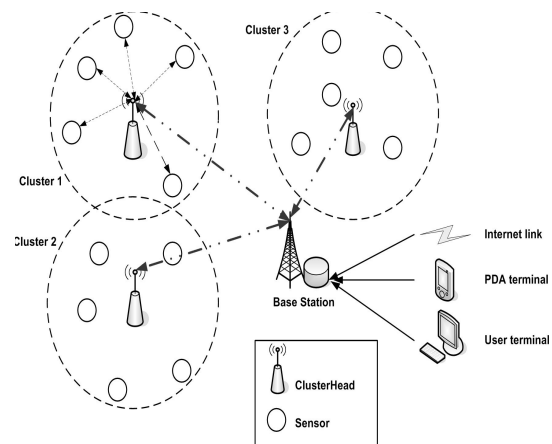 Cluster 3
Cluster 1
Cluster 2
Internet link
PDA terminal
Base Station
User terminal
ClusterHead
Sensor